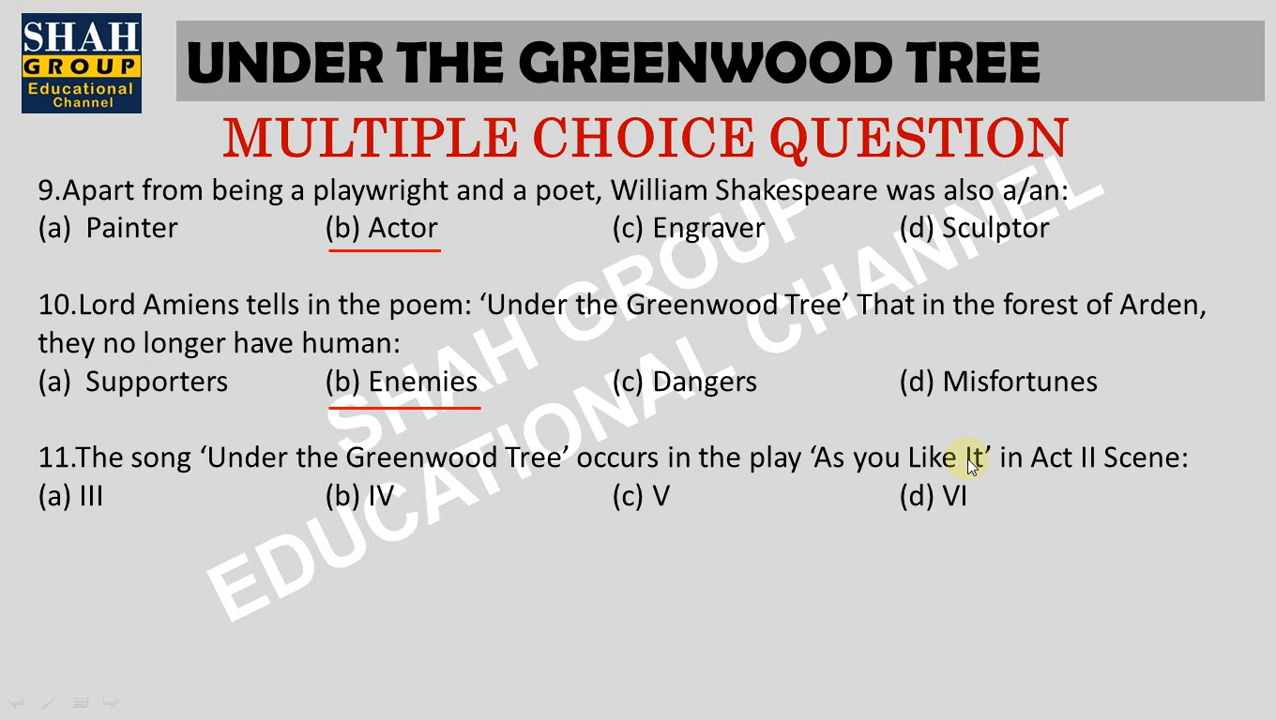 SHAH
GROUP
Educational
Channel
UNDER THE GREENWOOD TREE
MULTIPLE CHOICE QUESTION
9.Apart from being a playwright and a poet, William Shakespeare was also a/an:
(a) Painter (b) Actor (c) Engraver (d) Sculptor
10.Lord Amiens tells in the poem: ‘Under the Greenwood Tree’ That in the forest of Arden,
they no longer have human:
(a) Supporters (b) Enemies (c) Dangers (d) Misfortunes
11.The song ‘Under the Greenwood Tree’ occurs in the play ‘As you Like It’ in Act II Scene:
(a) III (b) IV (c) V (d) VI
SHAH GROUP
EDUCATIONAL CHANNEL